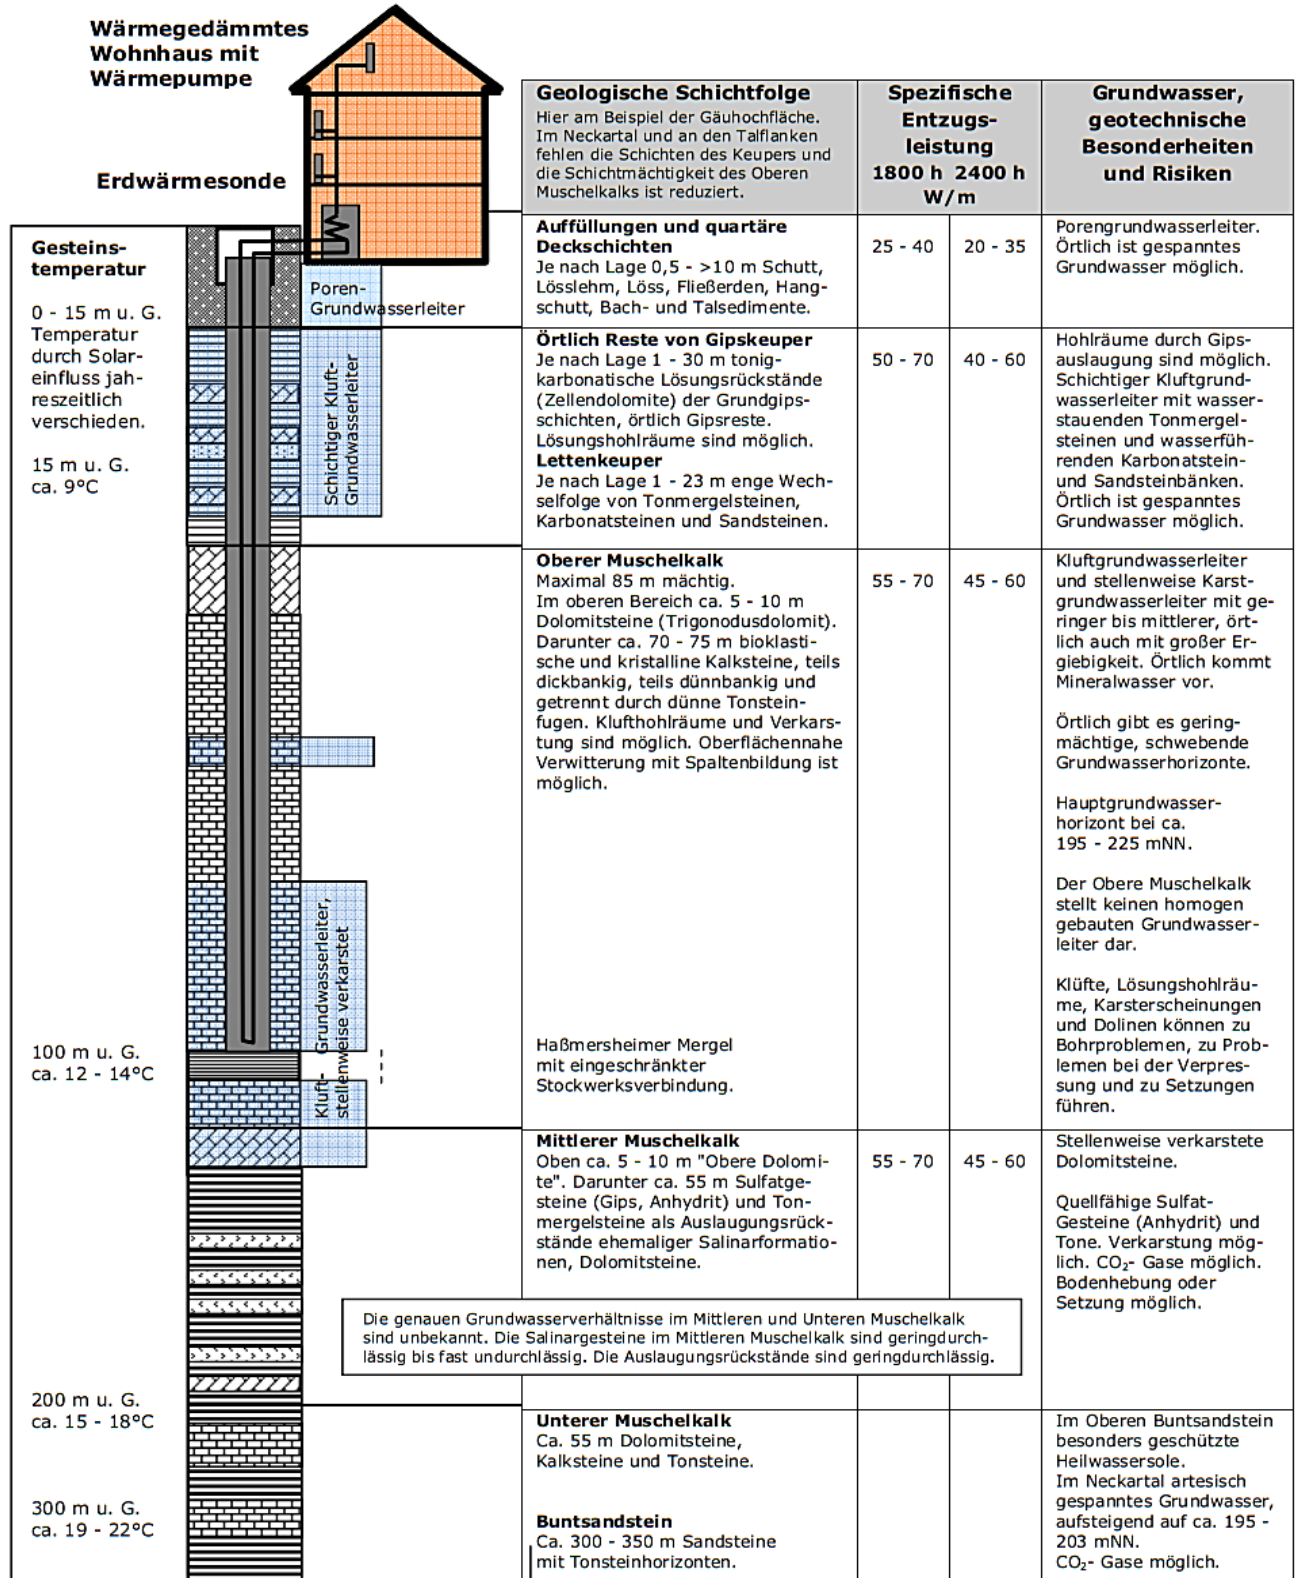 Wärmegedämmtes
Wohnhaus mit
Wärmepumpe
Erdwärmesonde
Geologische Schichtfolge
Hier am Beispiel der Gäuhochfläche.
Im Neckartal und an den Talflanken
fehlen die Schichten des Keupers und
die Schichtmächtigkeit des Oberen
Muschelkalks ist reduziert.
Spezifische
Entzugs-
leistung
1800 h 2400 h
W/m
Grundwasser,
geotechnische
Besonderheiten
und Risiken
Gesteins-
temperatur
0 - 15 m u. G.
Temperatur
durch Solar-
einfluss jah-
reszeitlich
verschieden.
15 m u. G.
ca. 9°C
100 m u. G.
ca. 12 - 14°C
200 m u. G.
ca. 15 - 18°C
300 m u. G.
ca. 19 - 22°C
Poren-
Grundwasserleiter
Schichtiger Kluft-
Grundwasserleiter
Kluft- Grundwasserleiter,
stellenweise verkarstet
Auffüllungen und quartäre
Deckschichten
Je nach Lage 0,5 - >10 m Schutt,
Lösslehm, Löss, Fließerden, Hang-
schutt, Bach- und Talsedimente.
25 - 40 20 - 35
Porengrundwasserleiter.
Örtlich ist gespanntes
Grundwasser möglich.
Örtlich Reste von Gipskeuper
Je nach Lage 1 - 30 m tonig-
karbonatische Lösungsrückstände
(Zellendolomite) der Grundgips-
schichten, örtlich Gipsreste.
Lösungshohlräume sind möglich.
Lettenkeuper
Je nach Lage 1 - 23 m enge Wech-
selfolge von Tonmergelsteinen,
Karbonatsteinen und Sandsteinen.
50 - 70 40 - 60
Hohlräume durch Gips-
auslaugung sind möglich.
Schichtiger Kluftgrund-
wasserleiter mit wasser-
stauenden Tonmergel-
steinen und wasserfüh-
renden Karbonatstein-
und Sandsteinbänken.
Örtlich ist gespanntes
Grundwasser möglich.
Oberer Muschelkalk
Maximal 85 m mächtig.
Im oberen Bereich ca. 5 - 10 m
Dolomitsteine (Trigonodusdolomit).
Darunter ca. 70 - 75 m bioklasti-
sche und kristalline Kalksteine, teils
dickbankig, teils dünnbankig und
getrennt durch dünne Tonstein-
fugen. Klufthohlräume und Verkars-
tung sind möglich. Oberflächennahe
Verwitterung mit Spaltenbildung ist
möglich.
Haßmersheimer Mergel
mit eingeschränkter
Stockwerksverbindung.
55 - 70 45 - 60
Kluftgrundwasserleiter
und stellenweise Karst-
grundwasserleiter mit ge-
ringer bis mittlerer, ört-
lich auch mit großer Er-
giebigkeit. Örtlich kommt
Mineralwasser vor.
Örtlich gibt es gering-
mächtige, schwebende
Grundwasserhorizonte.
Hauptgrundwasser-
horizont bei ca.
195 - 225 mNN.
Der Obere Muschelkalk
stellt keinen homogen
gebauten Grundwasser-
leiter dar.
Klüfte, Lösungshohlräu-
me, Karsterscheinungen
und Dolinen können zu
Bohrproblemen, zu Prob-
lemen bei der Verpres-
sung und zu Setzungen
führen.
Mittlerer Muschelkalk
Oben ca. 5 - 10 m "Obere Dolomi-
te". Darunter ca. 55 m Sulfatge-
steine (Gips, Anhydrit) und Ton-
mergelsteine als Auslaugungsrück-
stände ehemaliger Salinarformatio-
nen, Dolomitsteine.
55 - 70 45 - 60
Stellenweise verkarstete
Dolomitsteine.
Quellfähige Sulfat-
Gesteine (Anhydrit) und
Tone. Verkarstung mög-
lich. CO₂- Gase möglich.
Bodenhebung oder
Setzung möglich.
Die genauen Grundwasserverhältnisse im Mittleren und Unteren Muschelkalk
sind unbekannt. Die Salinargesteine im Mittleren Muschelkalk sind geringdurch-
lässig bis fast undurchlässig. Die Auslaugungsrückstände sind geringdurchlässig.
Unterer Muschelkalk
Ca. 55 m Dolomitsteine,
Kalksteine und Tonsteine.
Buntsandstein
Ca. 300 - 350 m Sandsteine
mit Tonsteinhorizonten.
Im Oberen Buntsandstein
besonders geschützte
Heilwassersole.
Im Neckartal artesisch
gespanntes Grundwasser,
aufsteigend auf ca. 195 -
203 mNN.
CO₂- Gase möglich.